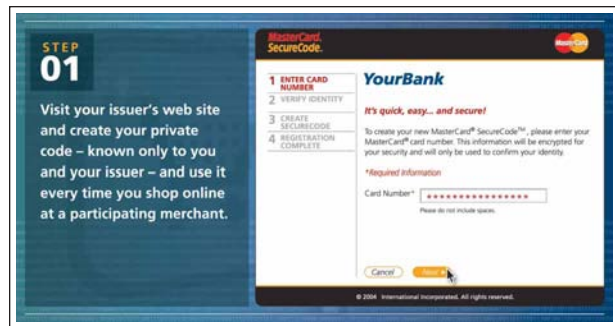 STEP
01
Visit your issuer's web site
and create your private
code – known only to you
and your issuer – and use it
every time you shop online
at a participating merchant.
MasterCard.
SecureCode.
MasterCard
1 ENTER CARD
NUMBER
2 VERIFY IDENTITY
3 CREATE
SECURECODE
4 REGISTRATION
COMPLETE
YourBank
It's quick, easy... and secure!
To create your new MasterCard® SecureCode™, please enter your
MasterCard® card number. This information will be encrypted for
your security and will only be used to confirm your identity.
*Required Information
Card Number* ****************
Please do not include spaces.
Cancel Next
© 2004 International Incorporated. All rights reserved.